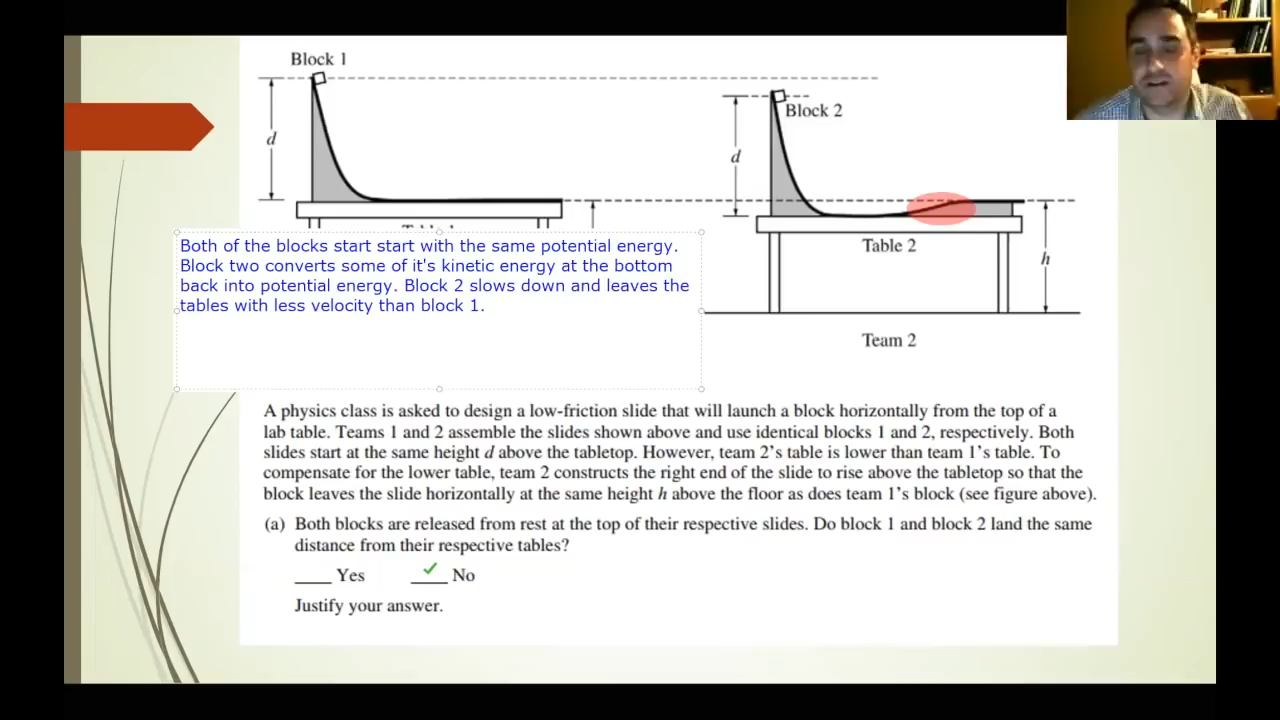 Block 1
Block 2
d
d
Table 2
h
Both of the blocks start start with the same potential energy.
Block two converts some of it's kinetic energy at the bottom
back into potential energy. Block 2 slows down and leaves the
tables with less velocity than block 1.
Team 2
A physics class is asked to design a low-friction slide that will launch a block horizontally from the top of a
lab table. Teams 1 and 2 assemble the slides shown above and use identical blocks 1 and 2, respectively. Both
slides start at the same height d above the tabletop. However, team 2's table is lower than team 1's table. To
compensate for the lower table, team 2 constructs the right end of the slide to rise above the tabletop so that the
block leaves the slide horizontally at the same height h above the floor as does team 1's block (see figure above).
(a) Both blocks are released from rest at the top of their respective slides. Do block 1 and block 2 land the same
distance from their respective tables?
____ Yes ____ No
Justify your answer.